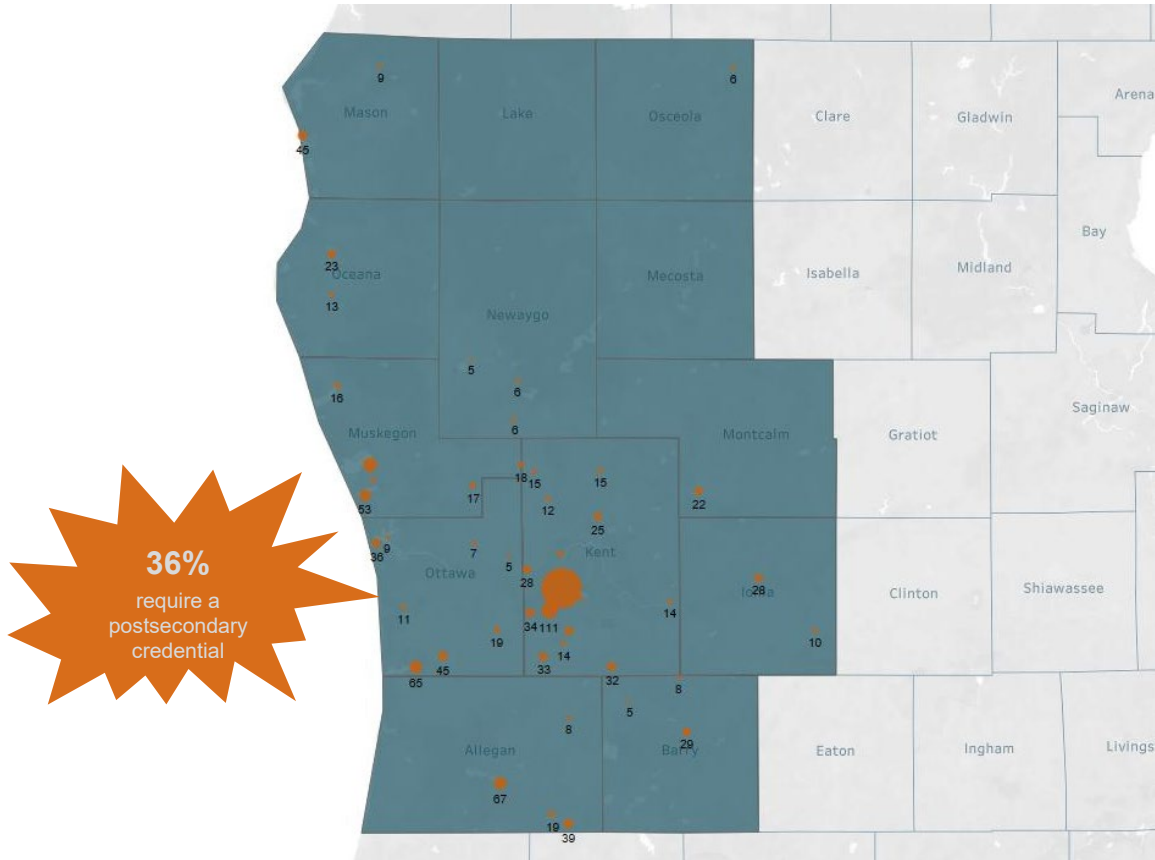 9
6
Mason
Lake
Osceola
Clare
Gladwin
Arena
45
Bay
23
Oceana
Mecosta
Isabella
Midland
13
Newaygo
5
16
6
Saginaw
6
Muskegon
Montcalm
Gratiot
18
15
15
17
12
22
53
25
36
9
7
5
Kent
36%
require a
postsecondary
credential
Ottawa
28
28
Ionia
Clinton
Shiawassee
11
34
111
14
19
14
10
45
33
65
32
8
5
8
29
Allegan
Barry
Eaton
Ingham
Livings
67
19
39